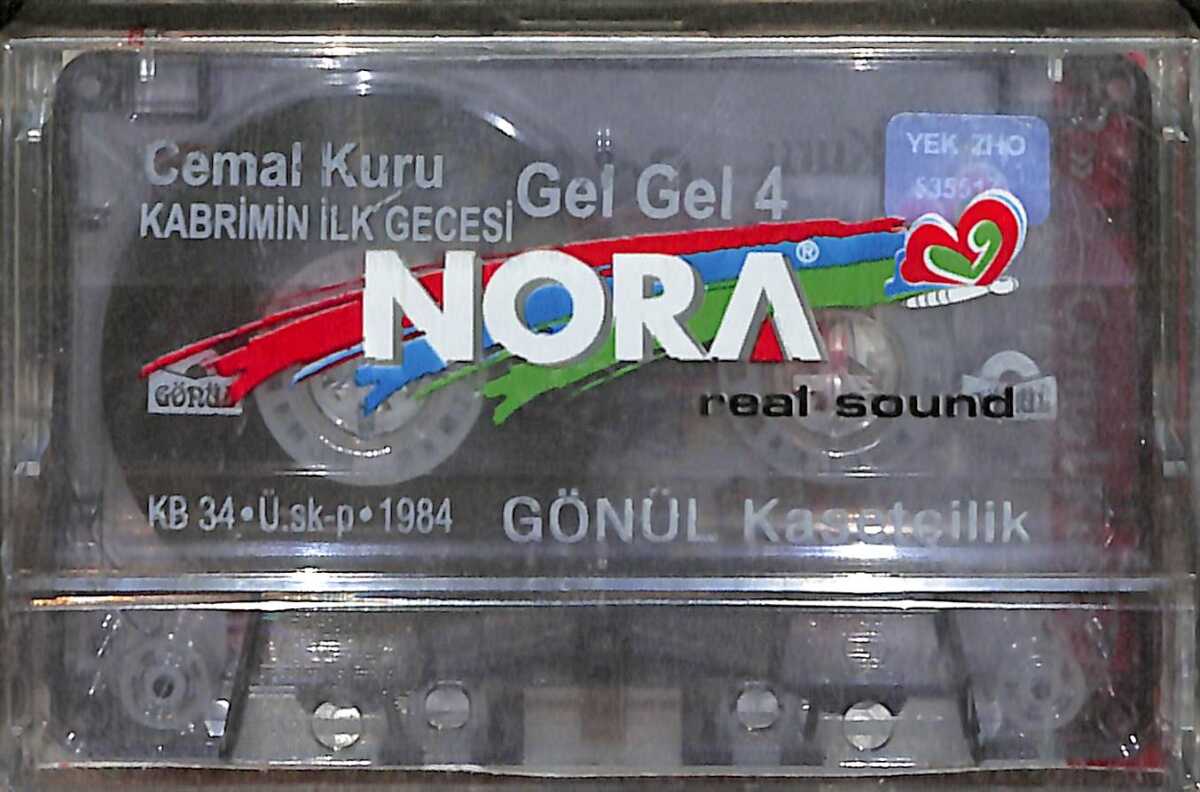 Cemal Kuru
KABRİMİN İLK GECESİ
Gel Gel 4
YEK ZHO
NORA®
real sound
GÖNÜL
KB 34•Ü.sk-p•1984
GÖNÜL Kasetçilik